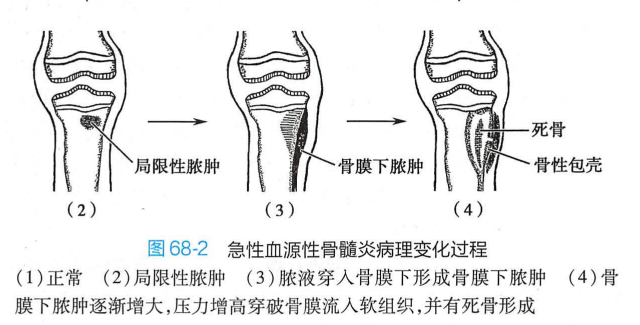 死骨
骨性包壳
局限性脓肿
骨膜下脓肿
(2)
(3)
(4)
图 68-2 急性血源性骨髓炎病理变化过程
(1)正常 (2)局限性脓肿 (3)脓液穿入骨膜下形成骨膜下脓肿 (4)骨
膜下脓肿逐渐增大,压力增高穿破骨膜流入软组织,并有死骨形成